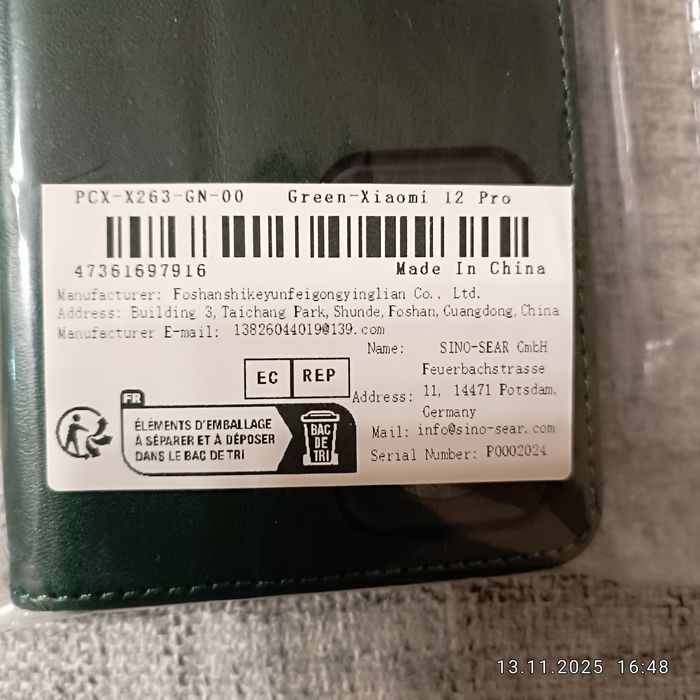 PCX-X263-GN-00 Green-Xiaomi 12 Pro
47361697916 Made In China
Manufacturer: Foshanshikeyunfeigongyinglian Co., Ltd.
Address: Building 3, Taichang Park, Shunde, Foshan, Guangdong, China
Manufacturer E-mail: 13826044019@139.com
Name: SINO-SEAR GmbH
EC REP
Address: Feuerbachstrasse
11, 14471 Potsdam,
Germany
Mail: info@sino-sear.com
Serial Number: P0002024
FR
ÉLÉMENTS D'EMBALLAGE
À SÉPARER ET À DÉPOSER
DANS LE BAC DE TRI
BAC
DE
TRI
13.11.2025 16:48